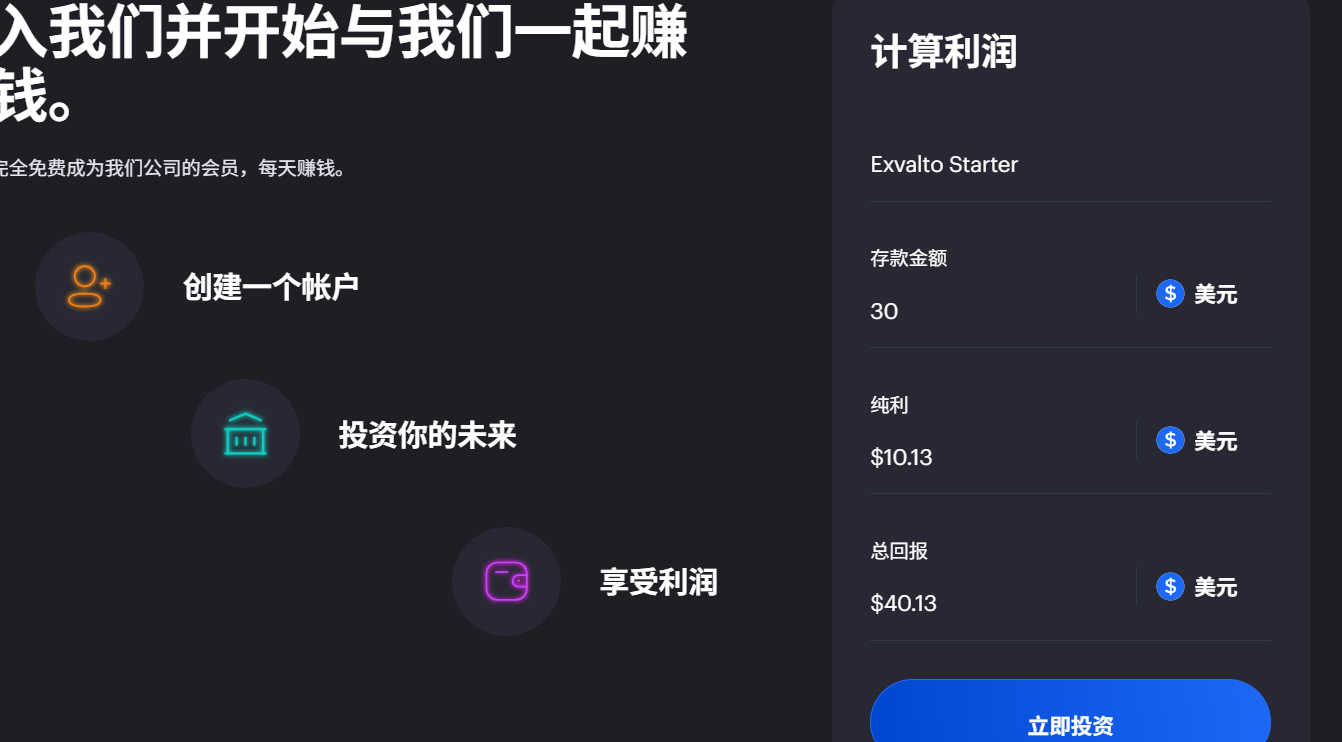 入我们并开始与我们一起赚
钱。
完全免费成为我们公司的会员，每天赚钱。
创建一个帐户
投资你的未来
享受利润
计算利润
Exvalto Starter
存款金额
30
$ 美元
纯利
$10.13
$ 美元
总回报
$40.13
$ 美元
立即投资